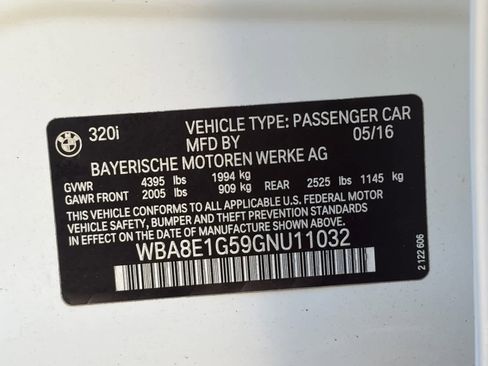 BMW
320i VEHICLE TYPE: PASSENGER CAR
MFD BY 05/16
BAYERISCHE MOTOREN WERKE AG
GVWR 4395 lbs 1994 kg
GAWR FRONT 2005 lbs 909 kg REAR 2525 lbs 1145 kg
THIS VEHICLE CONFORMS TO ALL APPLICABLE U.S. FEDERAL MOTOR
VEHICLE SAFETY, BUMPER AND THEFT PREVENTION STANDARDS
IN EFFECT ON THE DATE OF MANUFACTURE SHOWN ABOVE.
WBA8E1G59GNU11032
2 122 606